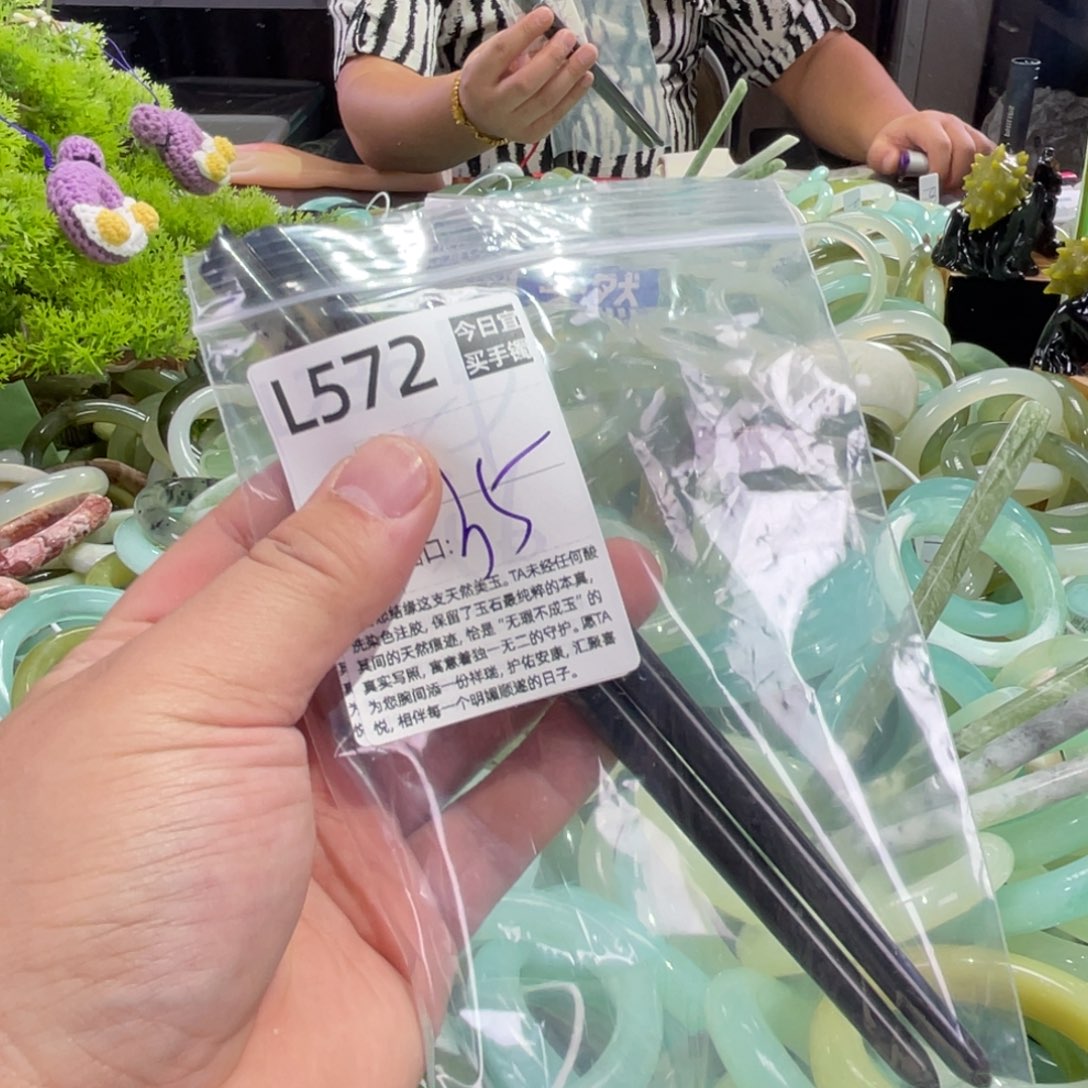 L572
今日宜
买手镯
口:
55
结缘这支天然美玉。TA未经任何酸
洗染色注胶,保留了玉石最纯粹的本真,
其间的天然痕迹,恰是“无瑕不成玉”的
真实写照,寓意着独一无二的守护。愿TA
为您腕间添一份祥瑞,护佑安康,汇聚喜
悦,相伴每一个明媚顺遂的日子。